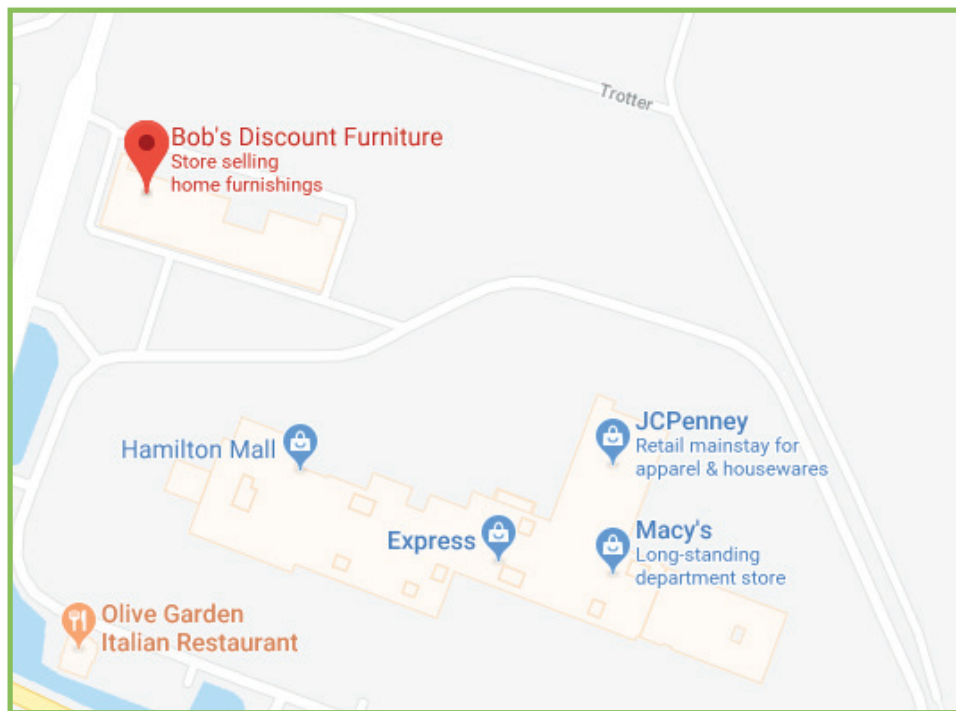 Trotter
Bob's Discount Furniture
Store selling
home furnishings
Hamilton Mall
JCPenney
Retail mainstay for
apparel & housewares
Express
Macy's
Long-standing
department store
Olive Garden
Italian Restaurant